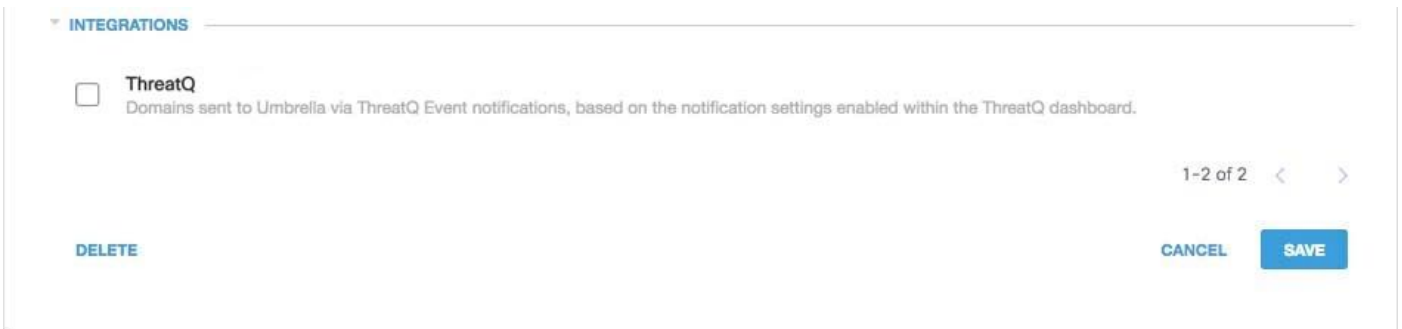 INTEGRATIONS
ThreatQ
Domains sent to Umbrella via ThreatQ Event notifications, based on the notification settings enabled within the ThreatQ dashboard.
1-2 of 2 < >
DELETE CANCEL SAVE